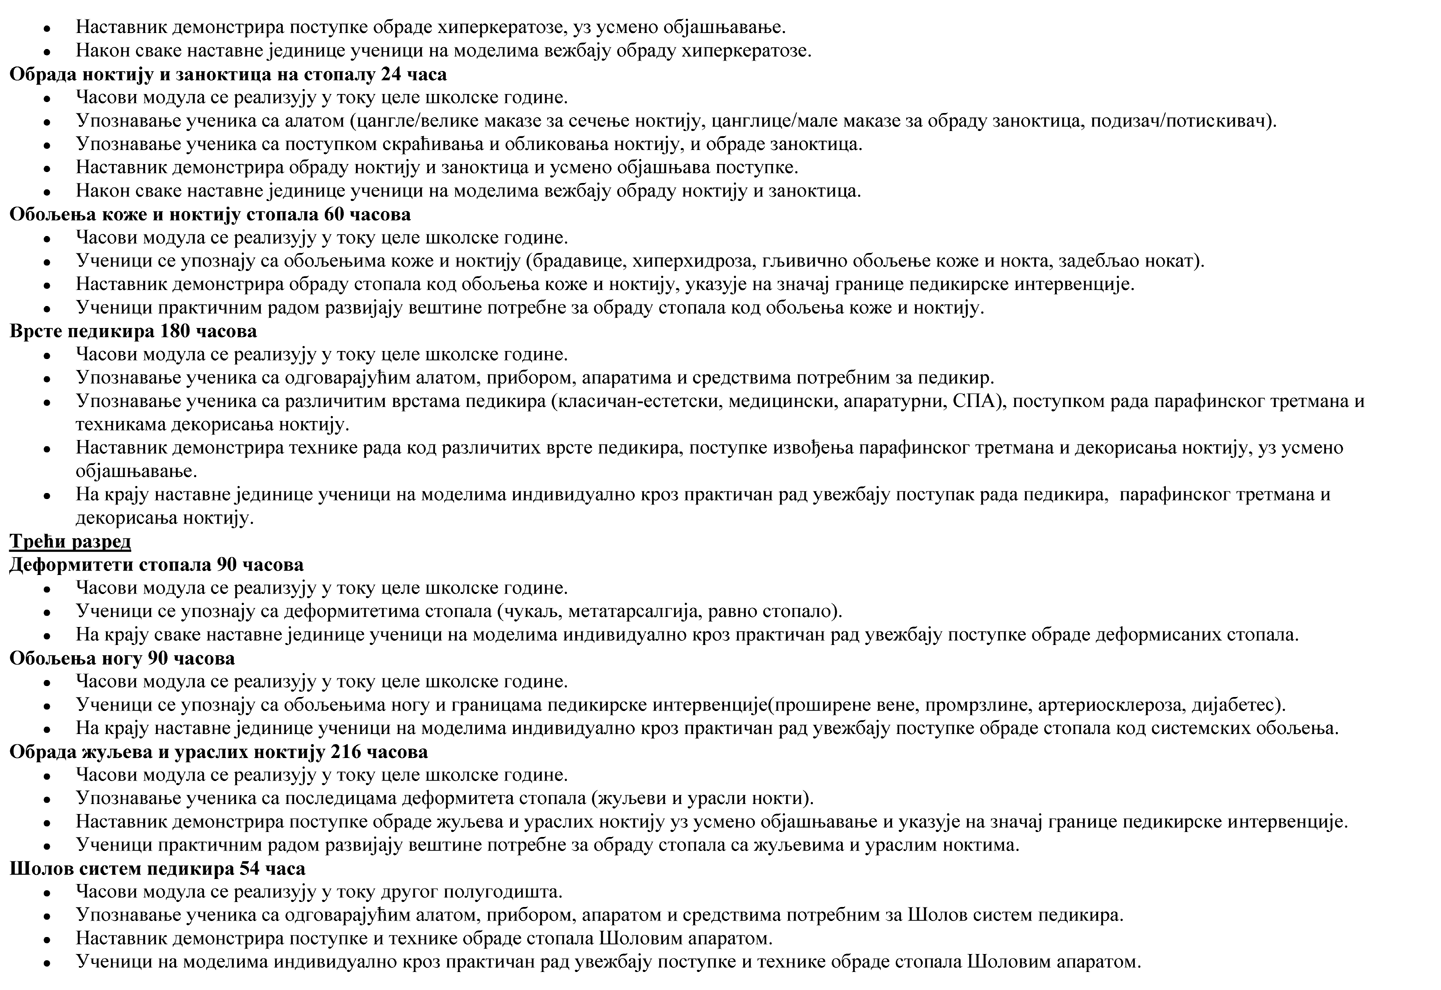 • Наставник демонстрира поступке обраде хиперкератозе, уз усмено објашњавање.
• Након сваке наставне јединице ученици на моделима вежбају обраду хиперкератозе.
Обрада ноктију и заноктица на стопалу 24 часа
• Часови модула се реализују у току целе школске године.
• Упознавање ученика са алатом (цангле/велике маказе за сечење ноктију, цанглице/мале маказе за обраду заноктица, подизач/потискивач).
• Упознавање ученика са поступком скраћивања и обликовања ноктију, и обраде заноктица.
• Наставник демонстрира обраду ноктију и заноктица и усмено објашњава поступке.
• Након сваке наставне јединице ученици на моделима вежбају обраду ноктију и заноктица.
Обољења коже и ноктију стопала 60 часова
• Часови модула се реализују у току целе школске године.
• Ученици се упознају са обољењима коже и ноктију (брадавице, хиперхидроза, гљивично обољење коже и нокта, задебљао нокат).
• Наставник демонстрира обраду стопала код обољења коже и ноктију, указује на значај границе педикирске интервенције.
• Ученици практичним радом развијају вештине потребне за обраду стопала код обољења коже и ноктију.
Врсте педикира 180 часова
• Часови модула се реализују у току целе школске године.
• Упознавање ученика са одговарајућим алатом, прибором, апаратима и средствима потребним за педикир.
• Упознавање ученика са различитим врстама педикира (класичан-естетски, медицински, апаратурни, СПА), поступком рада парафинског третмана и
техникама декорисања ноктију.
• Наставник демонстрира технике рада код различитих врсте педикира, поступке извођења парафинског третмана и декорисања ноктију, уз усмено
објашњавање.
• На крају наставне јединице ученици на моделима индивидуално кроз практичан рад увежбају поступак рада педикира,  парафинског третмана и
декорисања ноктију.
Трећи разред
Деформитети стопала 90 часова
• Часови модула се реализују у току целе школске године.
• Ученици се упознају са деформитетима стопала (чукаљ, метатарсалгија, равно стопало).
• На крају сваке наставне јединице ученици на моделима индивидуално кроз практичан рад увежбају поступке обраде деформисаних стопала.
Обољења ногу 90 часова
• Часови модула се реализују у току целе школске године.
• Ученици се упознају са обољењима ногу и границама педикирске интервенције(проширене вене, промрзлине, артериосклероза, дијабетес).
• На крају наставне јединице ученици на моделима индивидуално кроз практичан рад увежбају поступке обраде стопала код системских обољења.
Обрада жуљева и ураслих ноктију 216 часова
• Часови модула се реализују у току целе школске године.
• Упознавање ученика са последицама деформитета стопала (жуљеви и урасли нокти).
• Наставник демонстрира поступке обраде жуљева и ураслих ноктију уз усмено објашњавање и указује на значај границе педикирске интервенције.
• Ученици практичним радом развијају вештине потребе за обраду стопала са жуљевима и ураслим ноктима.
Шолов систем педикира 54 часа
• Часови модула се реализују у току другог полугодишта.
• Упознавање ученика са одговарајућим алатом, прибором, апаратом и средствима потребним за Шолов систем педикира.
• Наставник демонстрира поступке и технике обраде стопала Шоловим апаратом.
• Ученици на моделима индивидуално кроз практичан рад увежбају поступке и технике обраде стопала Шоловим апаратом.